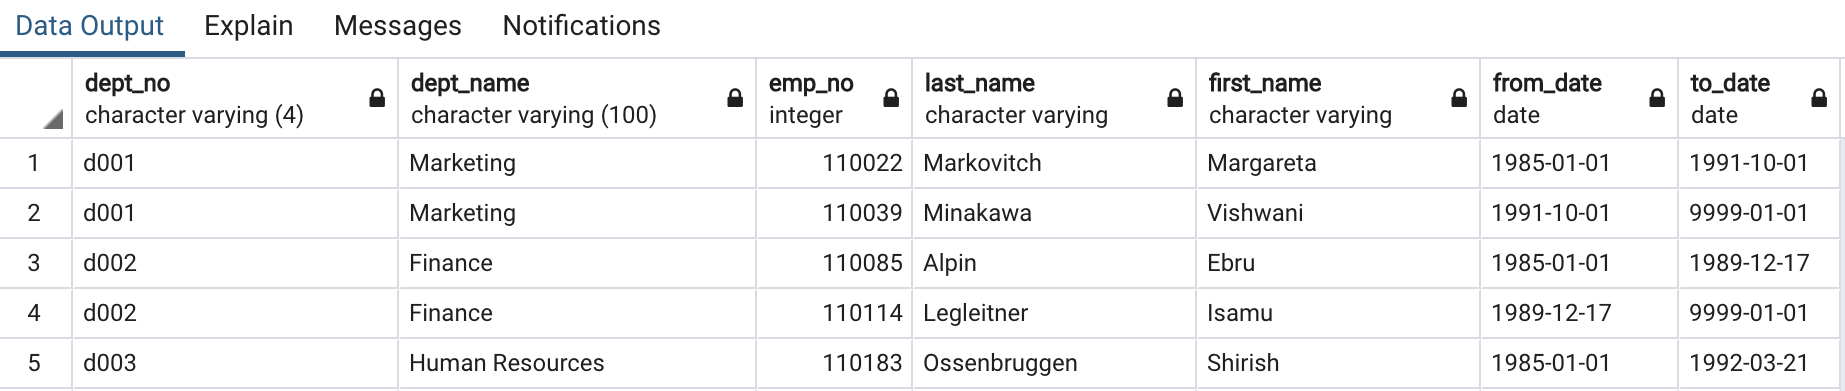 Data Output Explain Messages Notifications
dept_no dept_name emp_no last_name first_name from_date to_date
character varying (4) character varying (100) integer character varying character varying date date
1 d001 Marketing 110022 Markovitch Margareta 1985-01-01 1991-10-01
2 d001 Marketing 110039 Minakawa Vishwani 1991-10-01 9999-01-01
3 d002 Finance 110085 Alpin Ebru 1985-01-01 1989-12-17
4 d002 Finance 110114 Legleitner Isamu 1989-12-17 9999-01-01
5 d003 Human Resources 110183 Ossenbruggen Shirish 1985-01-01 1992-03-21